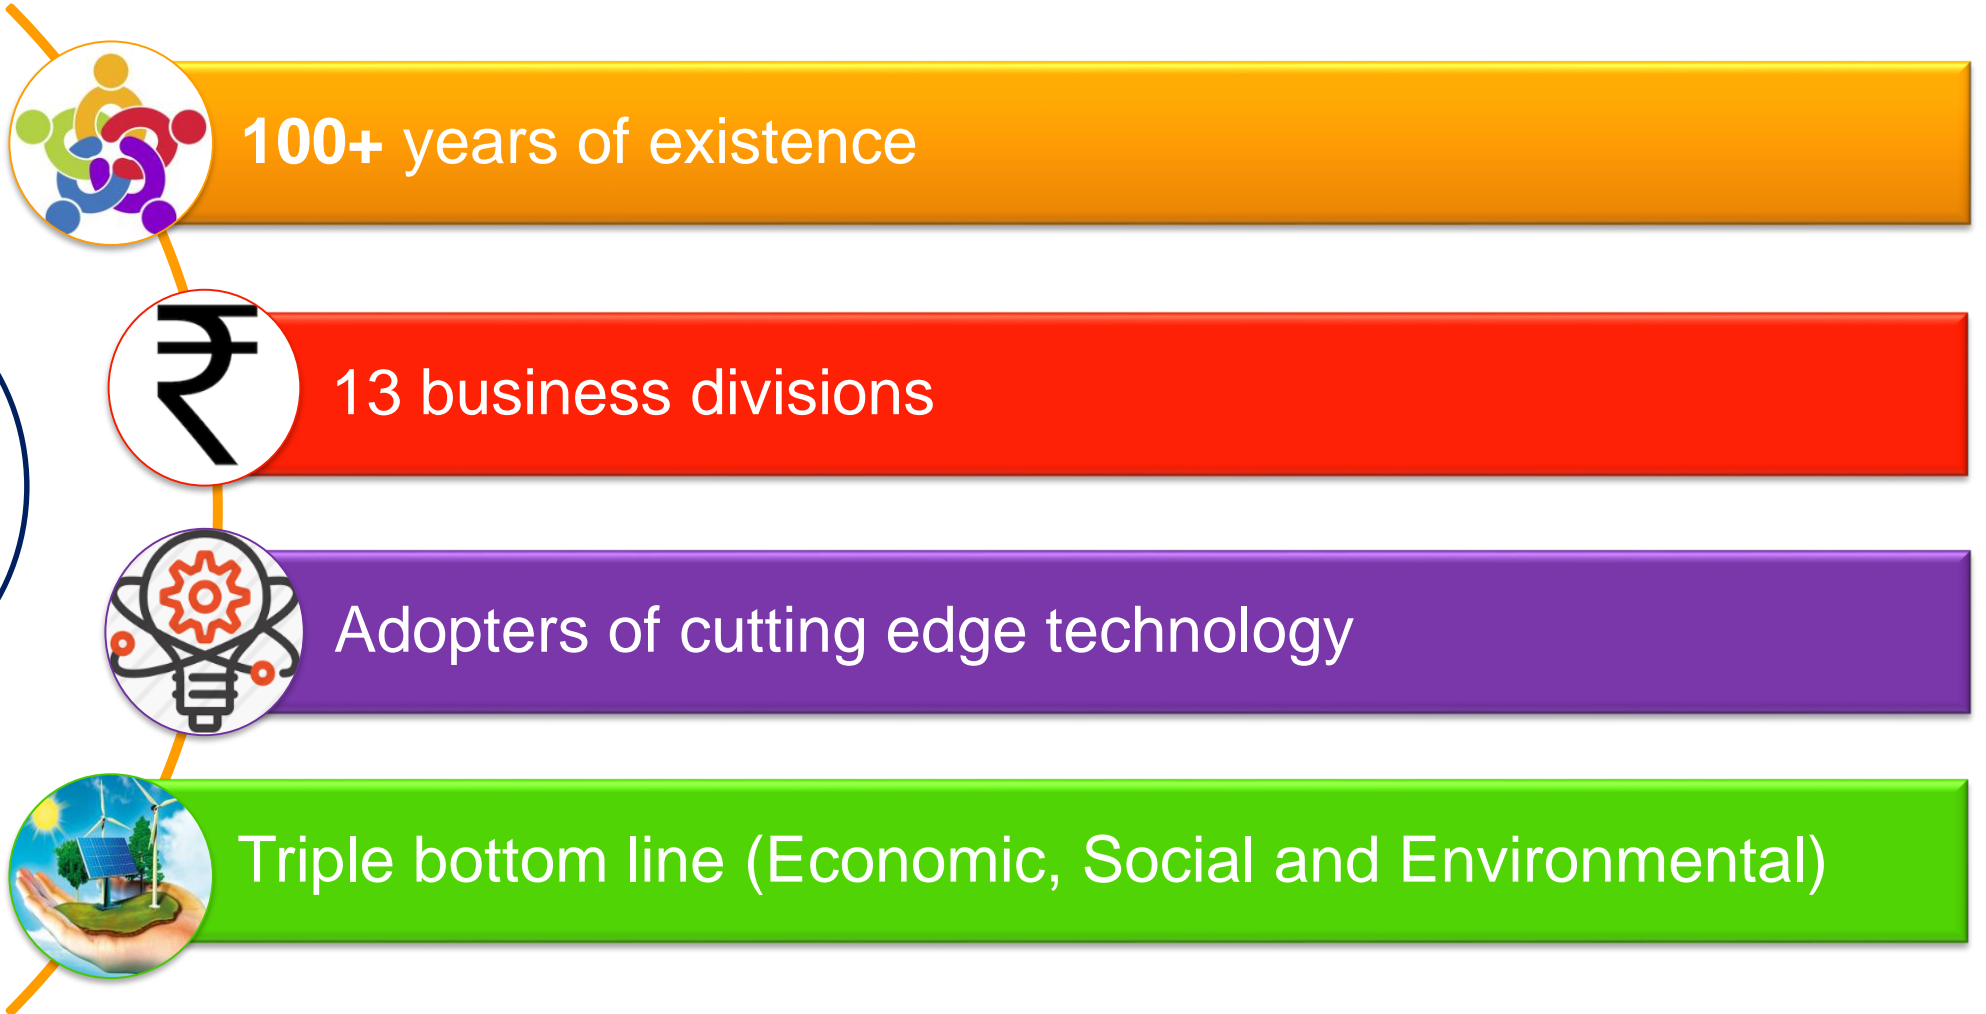 100+ years of existence
13 business divisions
Adopters of cutting edge technology
Triple bottom line (Economic, Social and Environmental)